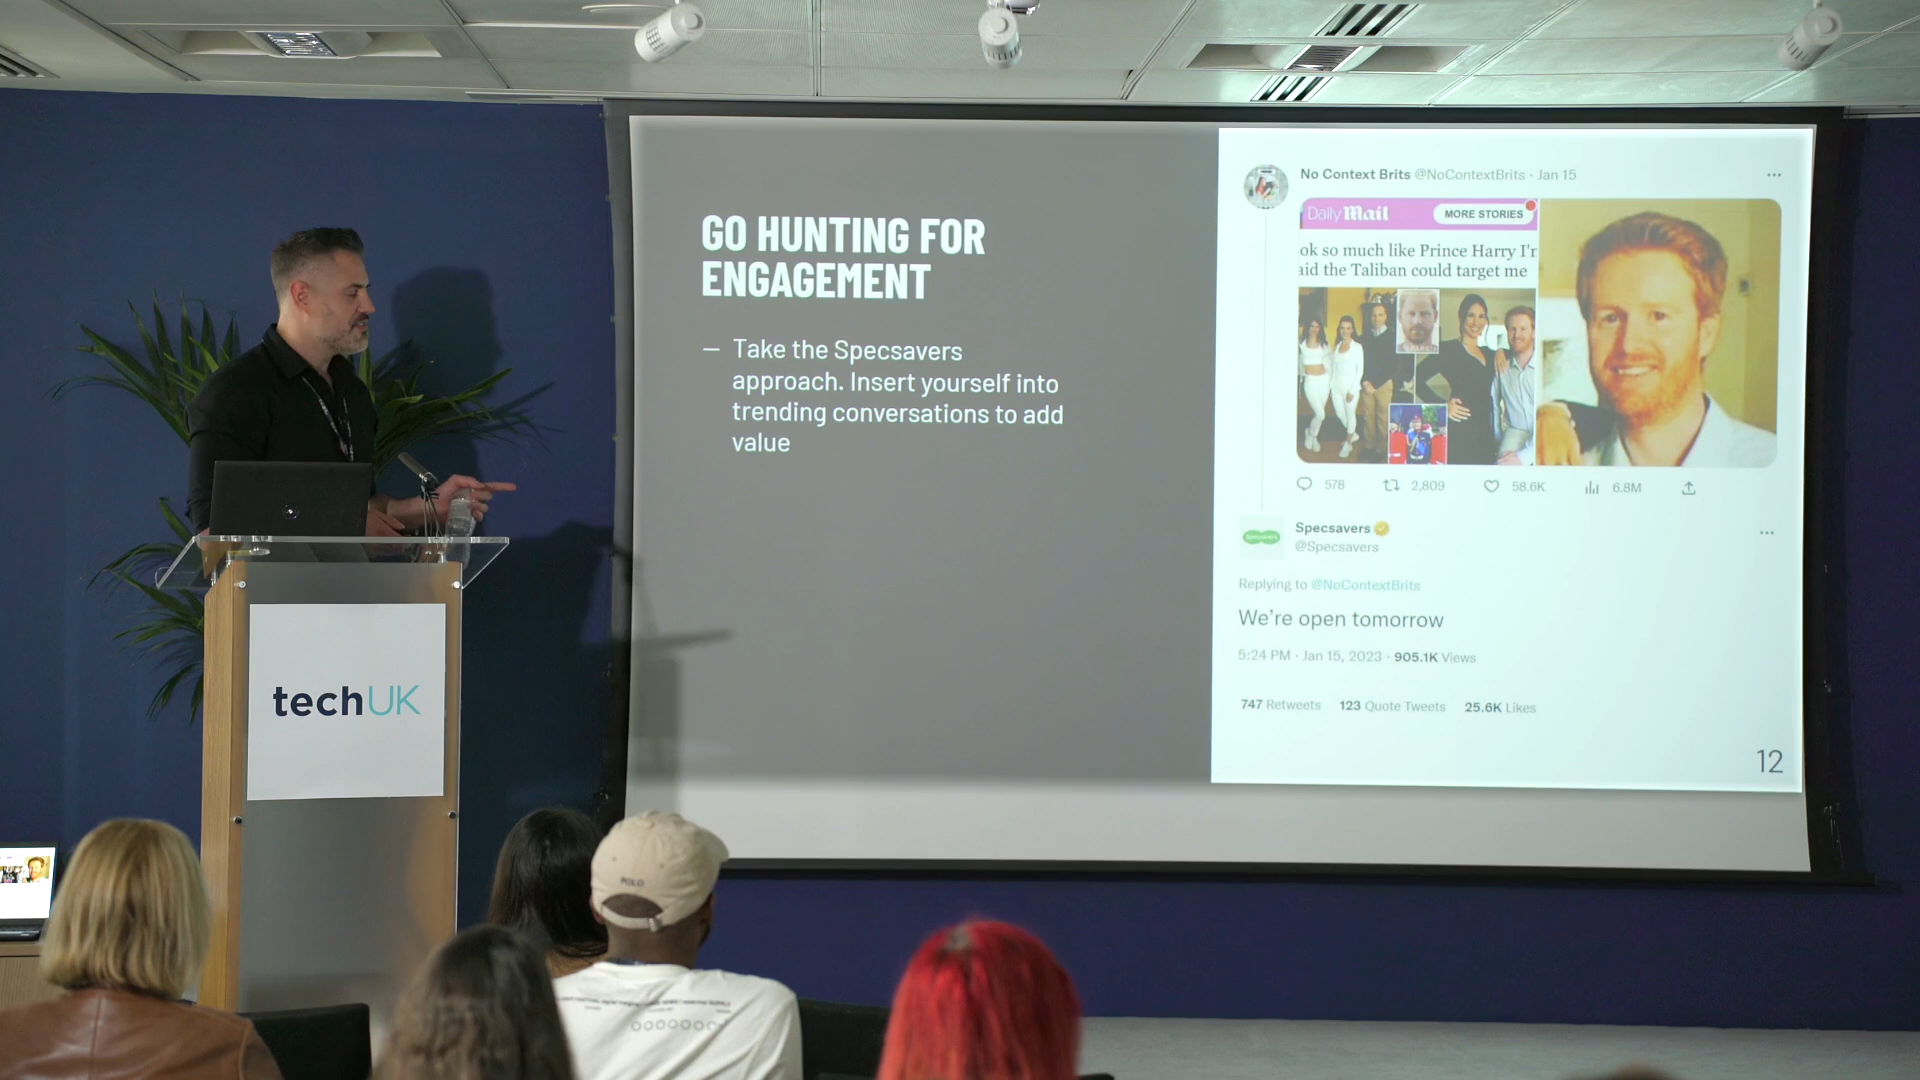 GO HUNTING FOR
ENGAGEMENT
— Take the Specsavers
approach. Insert yourself into
trending conversations to add
value
No Context Brits @NoContextBrits · Jan 15
Daily Mail
MORE STORIES
ok so much like Prince Harry I'r
aid the Taliban could target me
578 2,809 58.6K 6.8M
Specsavers
Specsavers
@Specsavers
Replying to @NoContextBrits
We're open tomorrow
5:24 PM · Jan 15, 2023 · 905.1K Views
747 Retweets 123 Quote Tweets 25.6K Likes
12
techUK
POLO